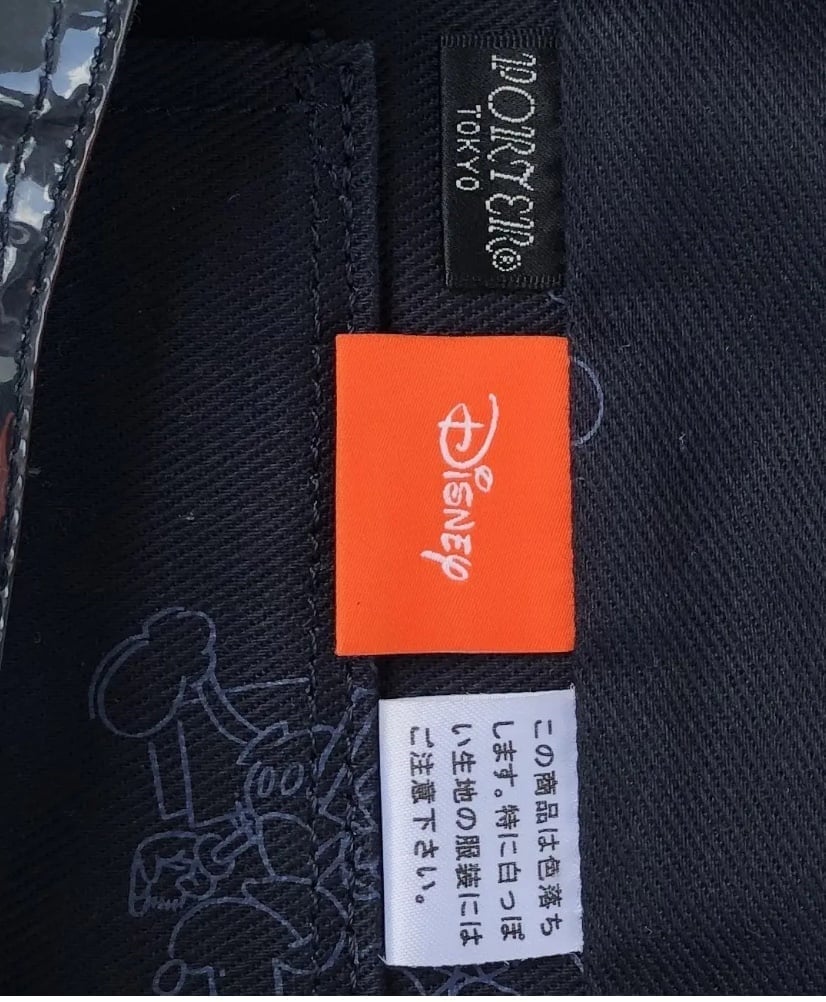 PORTER®
TOKYO
Disney
この商品は色落ち
します。特に白っぽ
い生地の服装には
ご注意下さい。